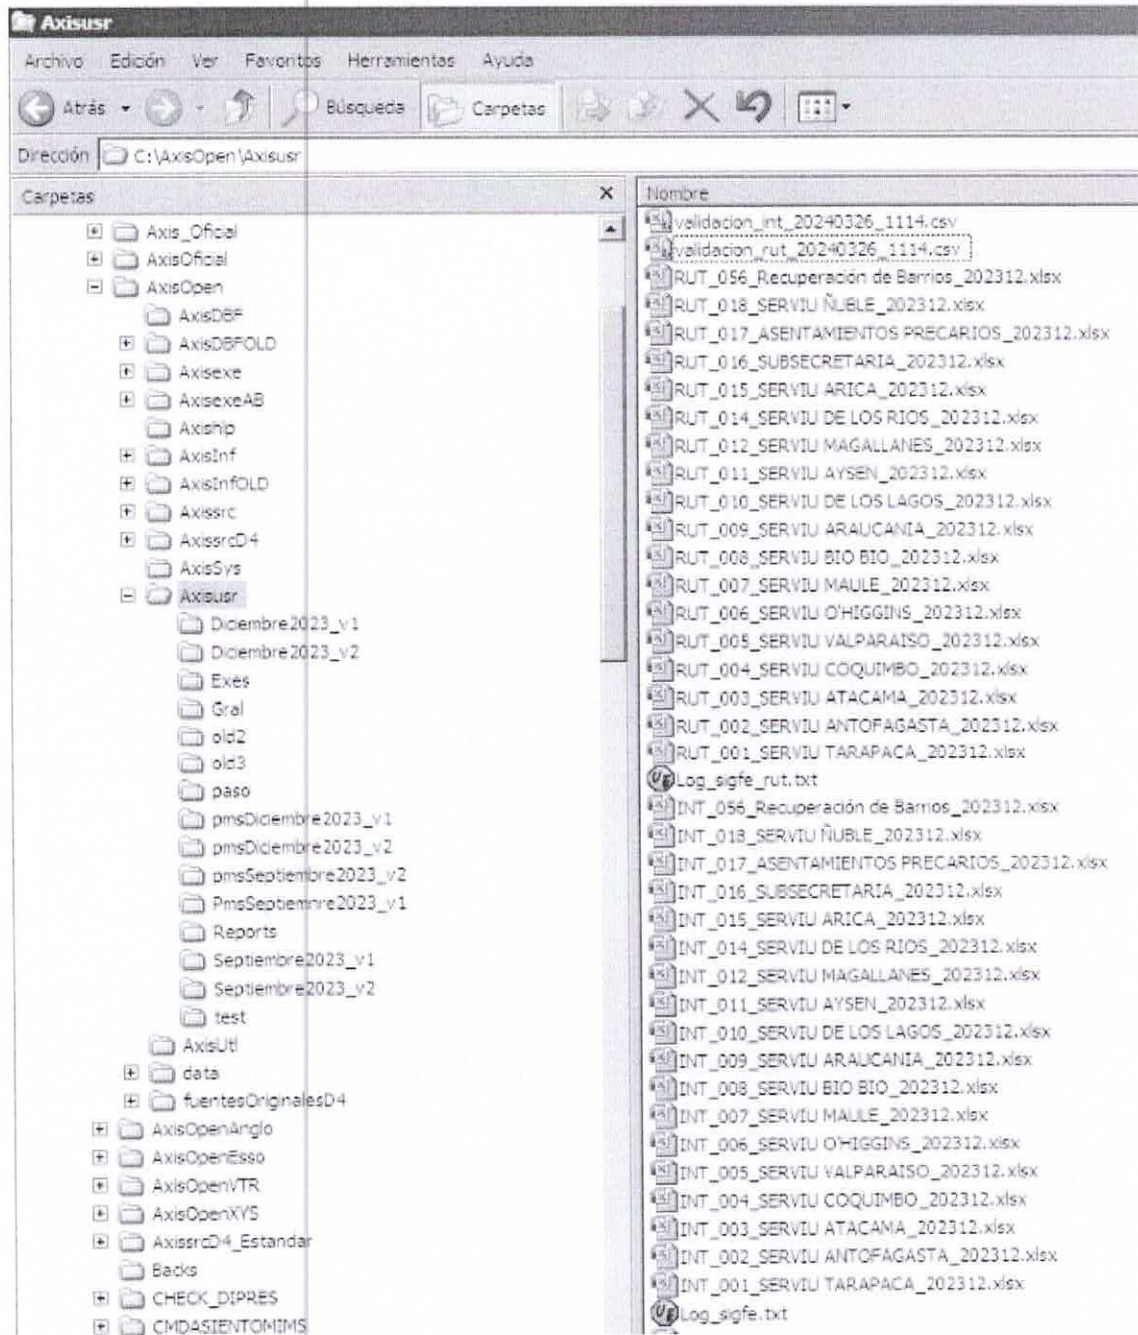 Axisusr
Archivo Edición Ver Favoritos Herramientas Ayuda
Atrás Búsqueda Carpetas
Dirección C:\AxisOpen\Axisusr
Carpetas
Axis_Oficial
AxisOficial
AxisOpen
AxisDBF
AxisDBFOLD
Axisexe
AxisexeAB
Axishlp
AxisInf
AxisInfOLD
Axissrc
AxissrcD4
AxisSys
Axisusr
Diciembre2023_v1
Diciembre2023_v2
Exes
Gral
old2
old3
paso
pmsDiciembre2023_v1
pmsDiciembre2023_v2
pmsSeptiembre2023_v2
PmsSeptiemnre2023_v1
Reports
Septiembre2023_v1
Septiembre2023_v2
test
AxisUtl
data
fuentesOriginalesD4
AxisOpenAnglo
AxisOpenEsso
AxisOpenVTR
AxisOpenXYS
AxissrcD4_Estandar
Backs
CHECK_DIPRES
CMDASIENTOMIMS
Nombre
validacion_int_20240326_1114.csv
validacion_rut_20240326_1114.csv
RUT_056_Recuperación de Barrios_202312.xlsx
RUT_018_SERVIU ÑUBLE_202312.xlsx
RUT_017_ASENTAMIENTOS PRECARIOS_202312.xlsx
RUT_016_SUBSECRETARIA_202312.xlsx
RUT_015_SERVIU ARICA_202312.xlsx
RUT_014_SERVIU DE LOS RIOS_202312.xlsx
RUT_012_SERVIU MAGALLANES_202312.xlsx
RUT_011_SERVIU AYSEN_202312.xlsx
RUT_010_SERVIU DE LOS LAGOS_202312.xlsx
RUT_009_SERVIU ARAUCANIA_202312.xlsx
RUT_008_SERVIU BIO BIO_202312.xlsx
RUT_007_SERVIU MAULE_202312.xlsx
RUT_006_SERVIU O'HIGGINS_202312.xlsx
RUT_005_SERVIU VALPARAISO_202312.xlsx
RUT_004_SERVIU COQUIMBO_202312.xlsx
RUT_003_SERVIU ATACAMA_202312.xlsx
RUT_002_SERVIU ANTOFAGASTA_202312.xlsx
RUT_001_SERVIU TARAPACA_202312.xlsx
Log_sigfe_rut.txt
INT_056_Recuperación de Barrios_202312.xlsx
INT_018_SERVIU ÑUBLE_202312.xlsx
INT_017_ASENTAMIENTOS PRECARIOS_202312.xlsx
INT_016_SUBSECRETARIA_202312.xlsx
INT_015_SERVIU ARICA_202312.xlsx
INT_014_SERVIU DE LOS RIOS_202312.xlsx
INT_012_SERVIU MAGALLANES_202312.xlsx
INT_011_SERVIU AYSEN_202312.xlsx
INT_010_SERVIU DE LOS LAGOS_202312.xlsx
INT_009_SERVIU ARAUCANIA_202312.xlsx
INT_008_SERVIU BIO BIO_202312.xlsx
INT_007_SERVIU MAULE_202312.xlsx
INT_006_SERVIU O'HIGGINS_202312.xlsx
INT_005_SERVIU VALPARAISO_202312.xlsx
INT_004_SERVIU COQUIMBO_202312.xlsx
INT_003_SERVIU ATACAMA_202312.xlsx
INT_002_SERVIU ANTOFAGASTA_202312.xlsx
INT_001_SERVIU TARAPACA_202312.xlsx
Log_sigfe.txt